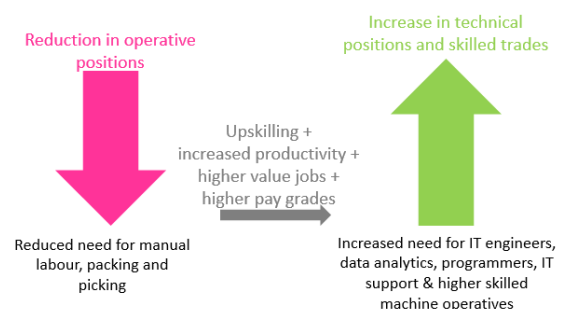 Reduction in operative
positions
Increase in technical
positions and skilled trades
Upskilling +
increased productivity +
higher value jobs +
higher pay grades
Reduced need for manual
labour, packing and
picking
Increased need for IT engineers,
data analytics, programmers, IT
support & higher skilled
machine operatives